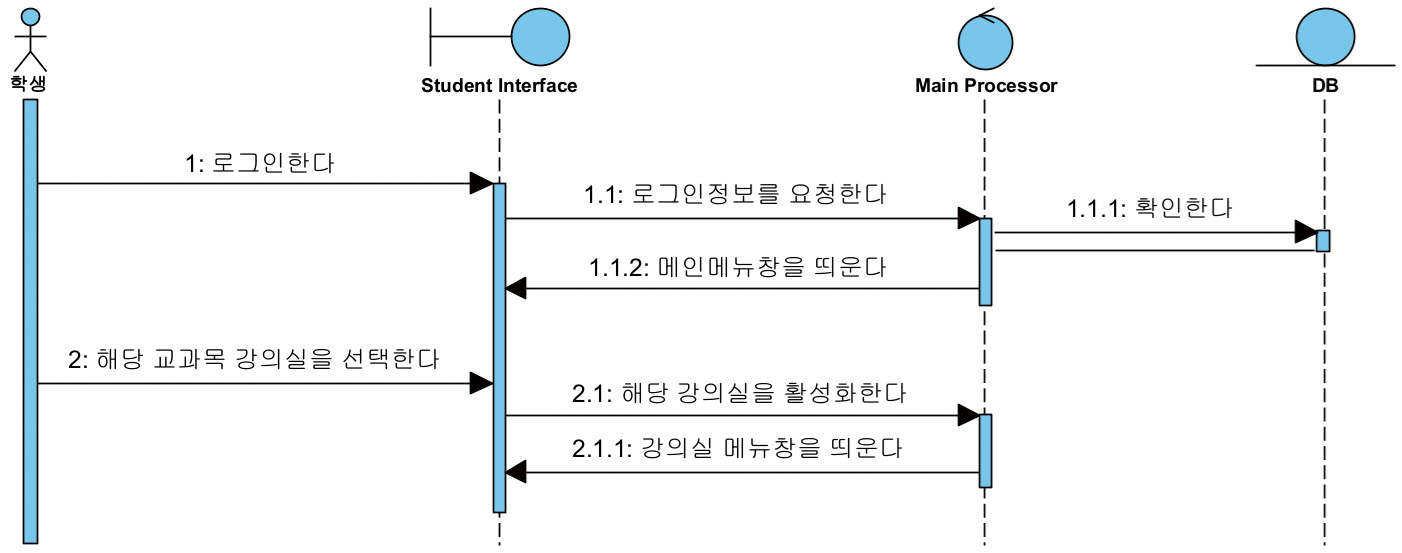 학생
Student Interface
Main Processor
DB
1: 로그인한다
1.1: 로그인정보를 요청한다
1.1.1: 확인한다
1.1.2: 메인메뉴창을 띄운다
2: 해당 교과목 강의실을 선택한다
2.1: 해당 강의실을 활성화한다
2.1.1: 강의실 메뉴창을 띄운다